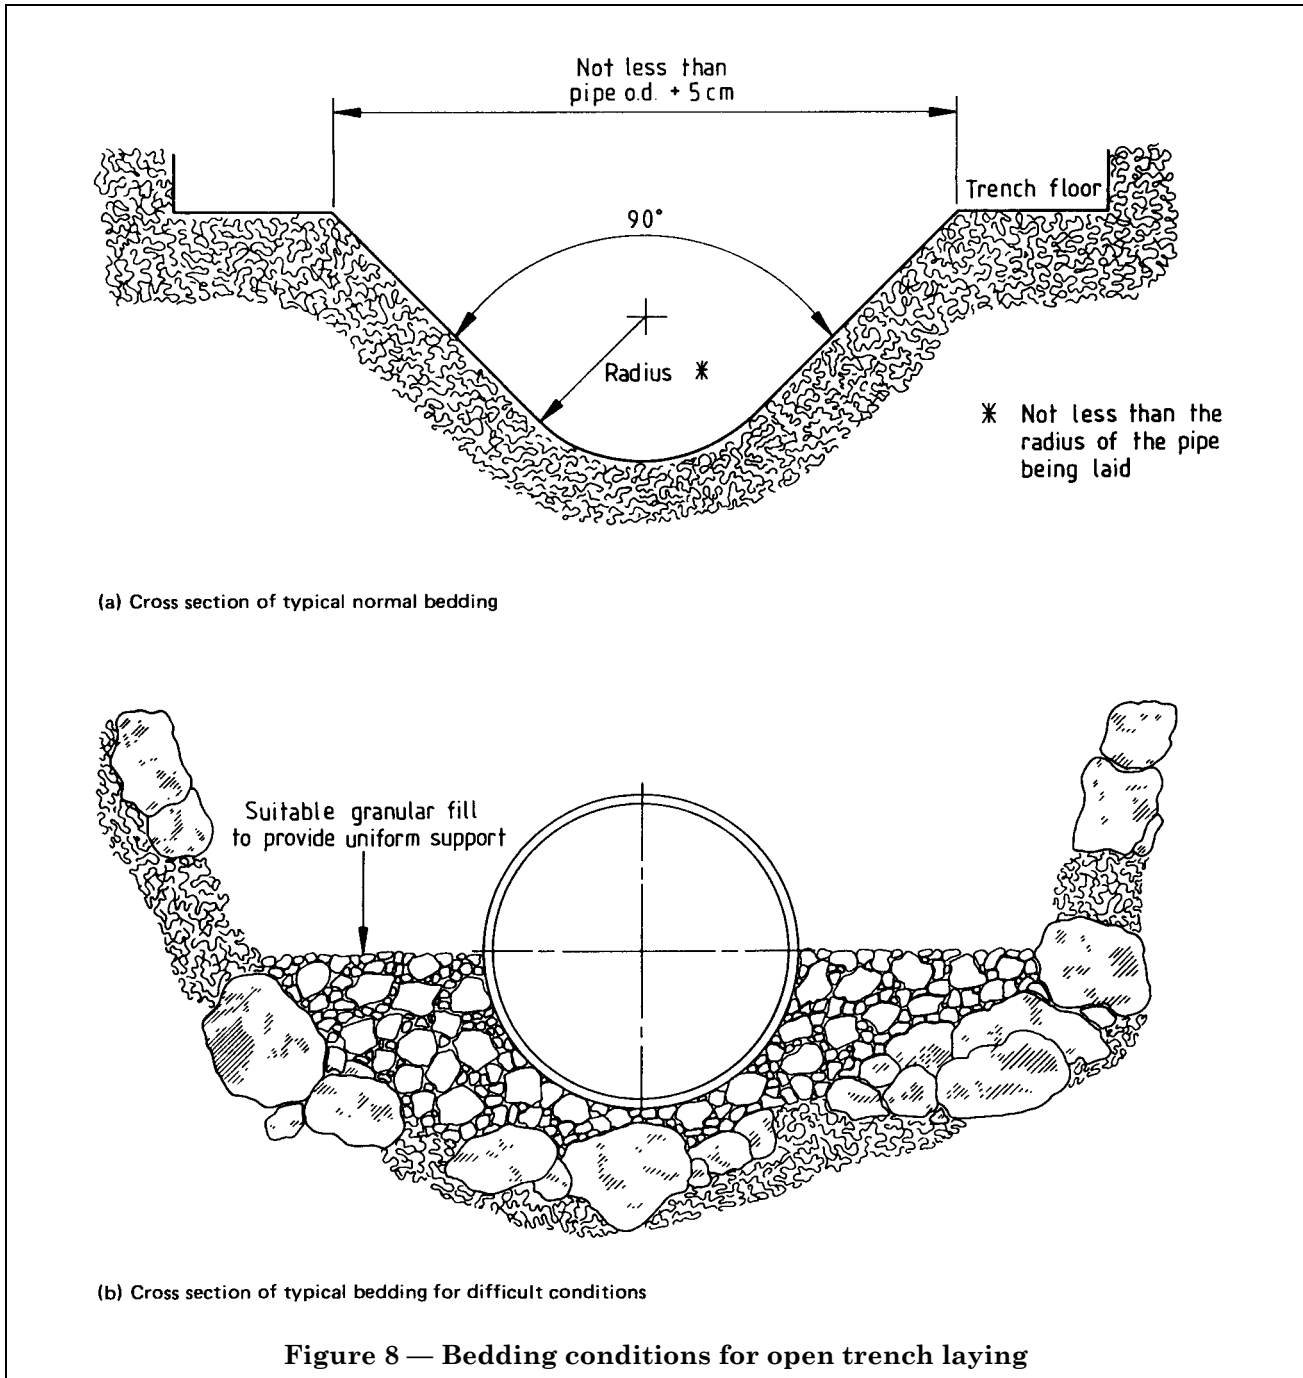 Not less than
pipe o.d. + 5 cm
Trench floor
90°
Radius *
* Not less than the
radius of the pipe
being laid
(a) Cross section of typical normal bedding
Suitable granular fill
to provide uniform support
(b) Cross section of typical bedding for difficult conditions
Figure 8 — Bedding conditions for open trench laying